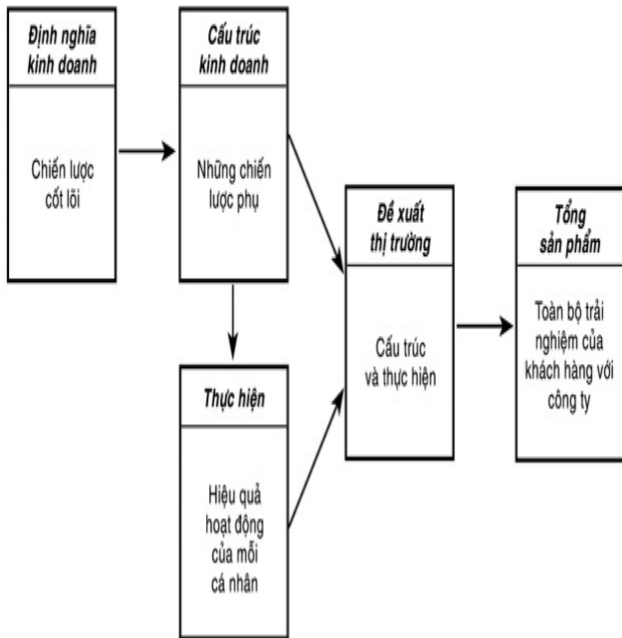 Định nghĩa
kinh doanh
Chiến lược
cốt lõi
Cấu trúc
kinh doanh
Những chiến
lược phụ
Thực hiện
Hiệu quả
hoạt động
của mỗi
cá nhân
Đề xuất
thị trường
Cấu trúc
và thực hiện
Tổng
sản phẩm
Toàn bộ trải
nghiệm của
khách hàng với
công ty